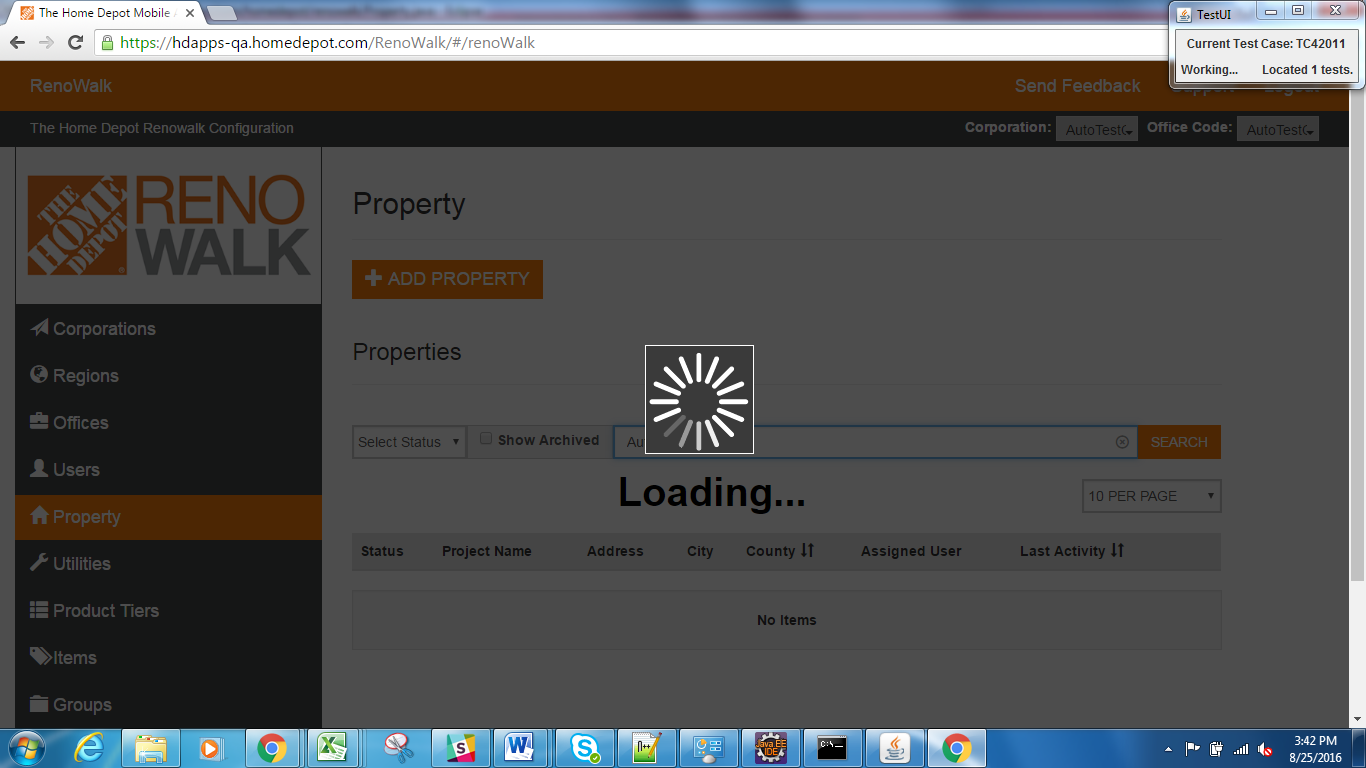 The Home Depot Mobile
TestUI
Current Test Case: TC42011
Working... Located 1 tests.
https://hdapps-qa.homedepot.com/RenoWalk/#/renoWalk
RenoWalk Send Feedback Support Logout
The Home Depot Renowalk Configuration Corporation: AutoTest Office Code: AutoTest
THE HOME DEPOT
RENO WALK
Property
ADD PROPERTY
Corporations
Regions
Offices
Users
Property
Utilities
Product Tiers
Items
Groups
Properties
Select Status Show Archived Au SEARCH
Loading...
10 PER PAGE
Status Project Name Address City County Assigned User Last Activity
No Items
3:42 PM
8/25/2016